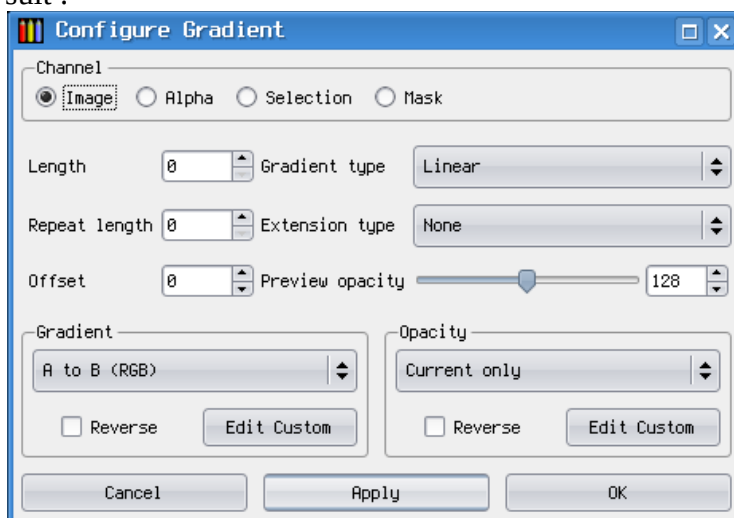 suit :
Configure Gradient
Channel
Image Alpha Selection Mask
Length 0 Gradient type Linear
Repeat length 0 Extension type None
Offset 0 Preview opacity 128
Gradient Opacity
A to B (RGB) Current only
Reverse Edit Custom Reverse Edit Custom
Cancel Apply OK